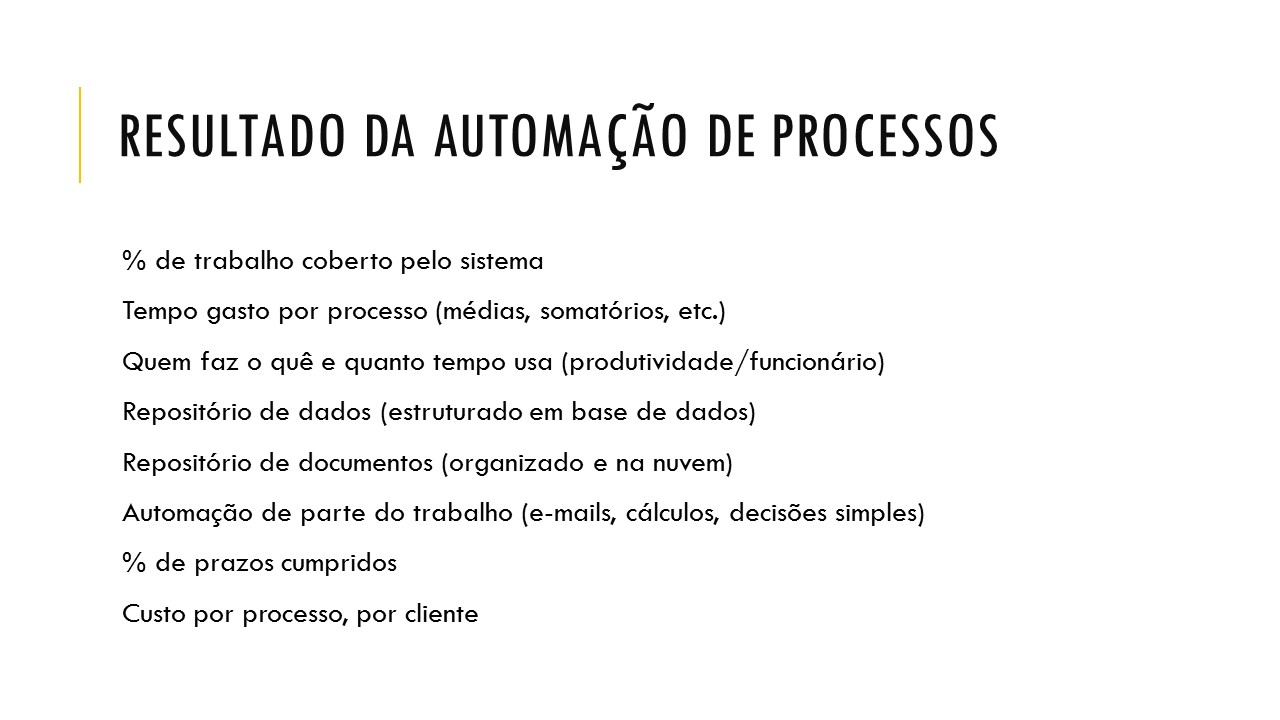 RESULTADO DA AUTOMAÇÃO DE PROCESSOS
% de trabalho coberto pelo sistema
Tempo gasto por processo (médias, somatórios, etc.)
Quem faz o quê e quanto tempo usa (produtividade/funcionário)
Repositório de dados (estruturado em base de dados)
Repositório de documentos (organizado e na nuvem)
Automação de parte do trabalho (e-mails, cálculos, decisões simples)
% de prazos cumpridos
Custo por processo, por cliente